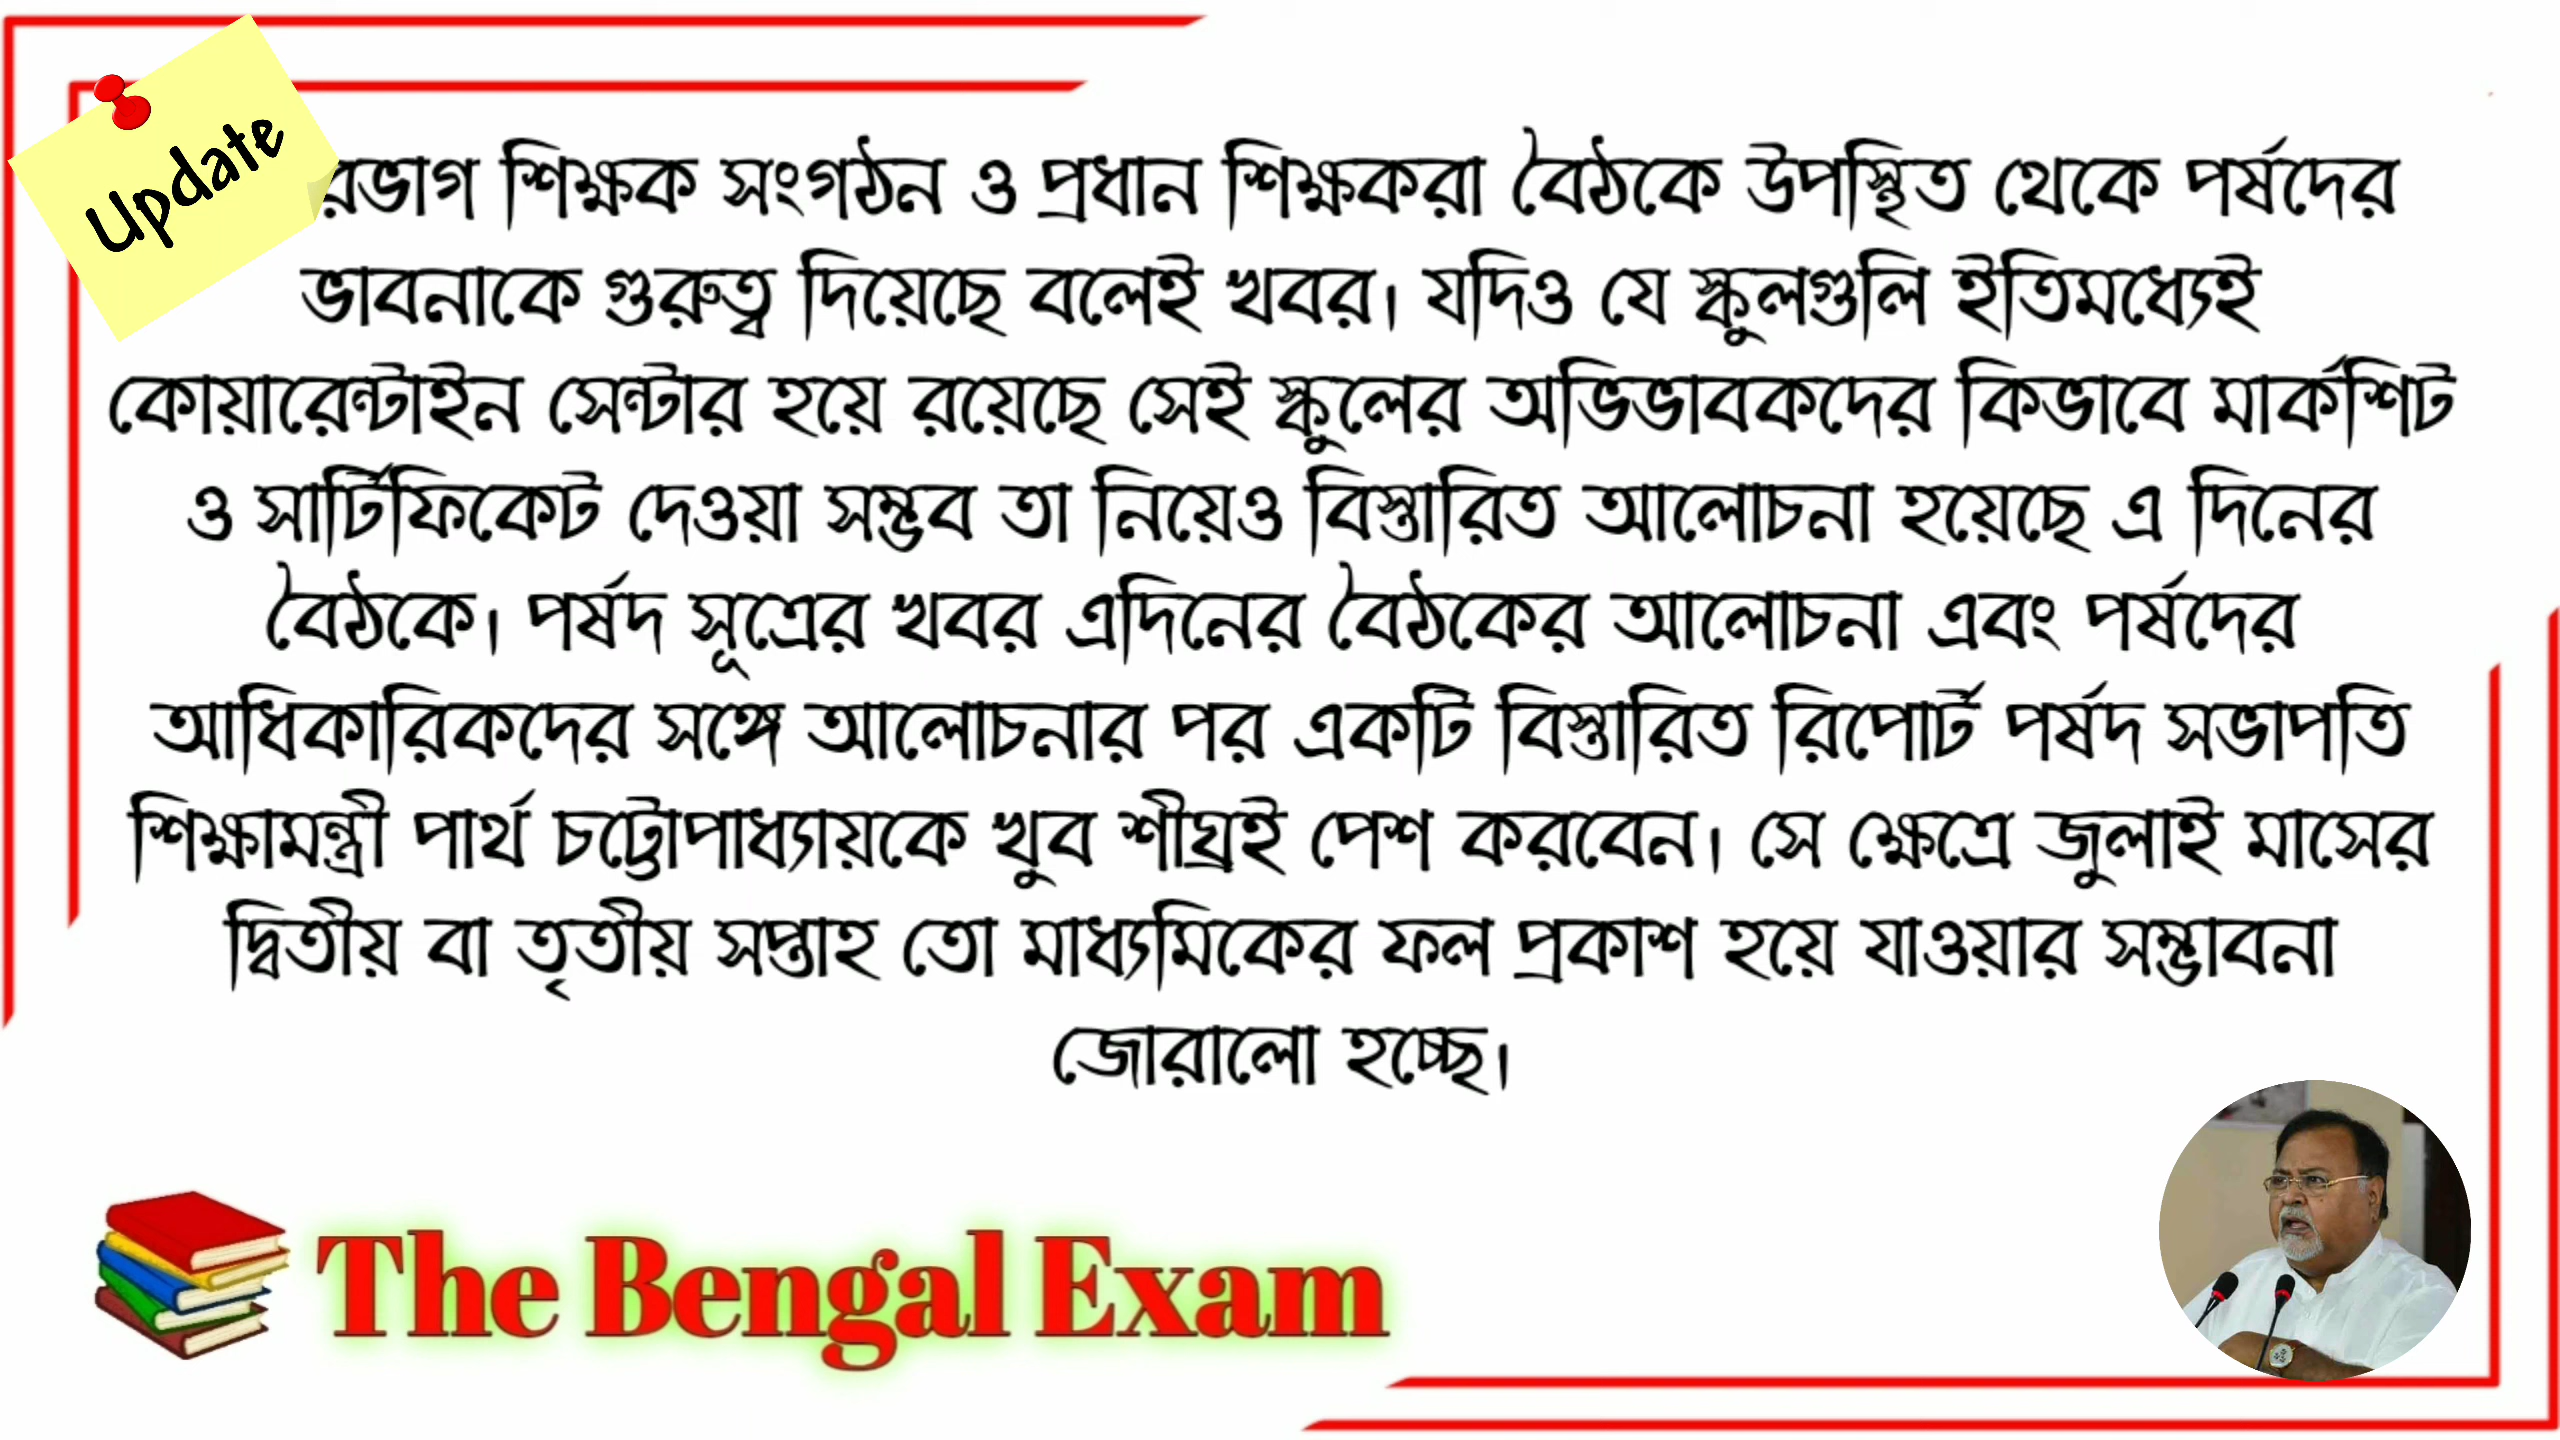 Update
রভাগ শিক্ষক সংগঠন ও প্রধান শিক্ষকরা বৈঠকে উপস্থিত থেকে পর্ষদের
ভাবনাকে গুরুত্ব দিয়েছে বলেই খবর। যদিও যে স্কুলগুলি ইতিমধ্যেই
কোয়ারেন্টাইন সেন্টার হয়ে রয়েছে সেই স্কুলের অভিভাবকদের কিভাবে মার্কশিট
ও সার্টিফিকেট দেওয়া সম্ভব তা নিয়েও বিস্তারিত আলোচনা হয়েছে এ দিনের
বৈঠকে। পর্ষদ সূত্রের খবর এদিনের বৈঠকের আলোচনা এবং পর্ষদের
আধিকারিকদের সঙ্গে আলোচনার পর একটি বিস্তারিত রিপোর্ট পর্ষদ সভাপতি
শিক্ষামন্ত্রী পার্থ চট্টোপাধ্যায়কে খুব শীঘ্রই পেশ করবেন। সে ক্ষেত্রে জুলাই মাসের
দ্বিতীয় বা তৃতীয় সপ্তাহ তো মাধ্যমিকের ফল প্রকাশ হয়ে যাওয়ার সম্ভাবনা
জোরালো হচ্ছে।
The Bengal Exam